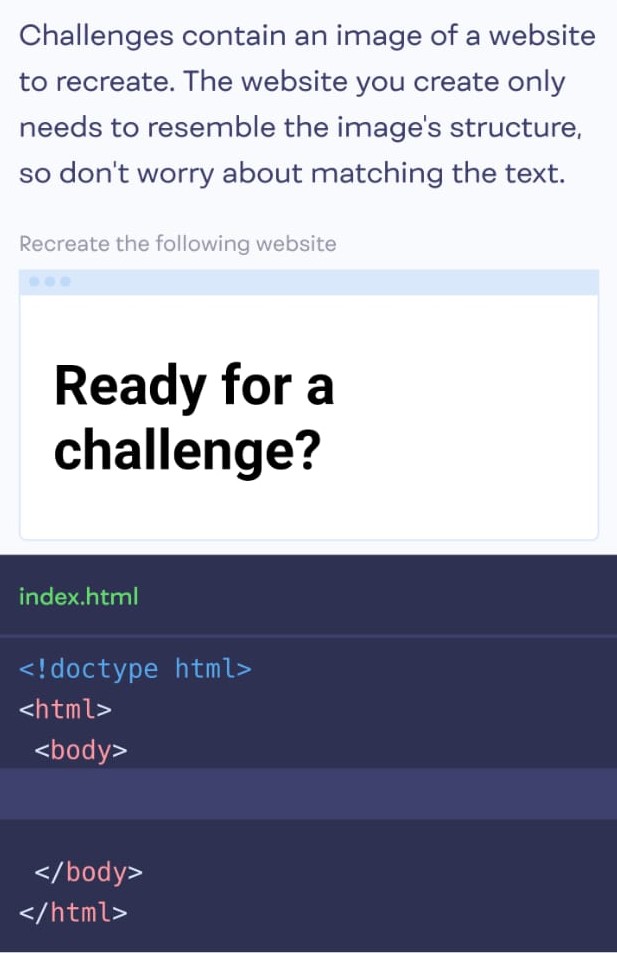 Challenges contain an image of a website
to recreate. The website you create only
needs to resemble the image's structure,
so don't worry about matching the text.
Recreate the following website
Ready for a
challenge?
index.html
<!doctype html>
<html>
<body>
</body>
</html>